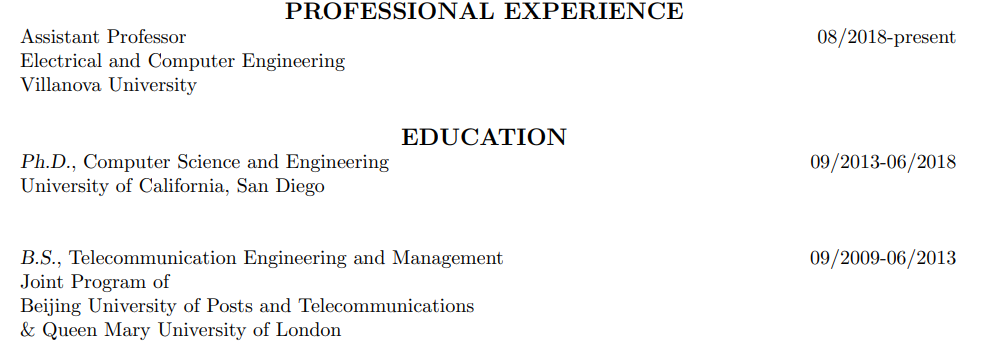 PROFESSIONAL EXPERIENCE
Assistant Professor 08/2018-present
Electrical and Computer Engineering
Villanova University
EDUCATION
Ph.D., Computer Science and Engineering 09/2013-06/2018
University of California, San Diego
B.S., Telecommunication Engineering and Management 09/2009-06/2013
Joint Program of
Beijing University of Posts and Telecommunications
& Queen Mary University of London